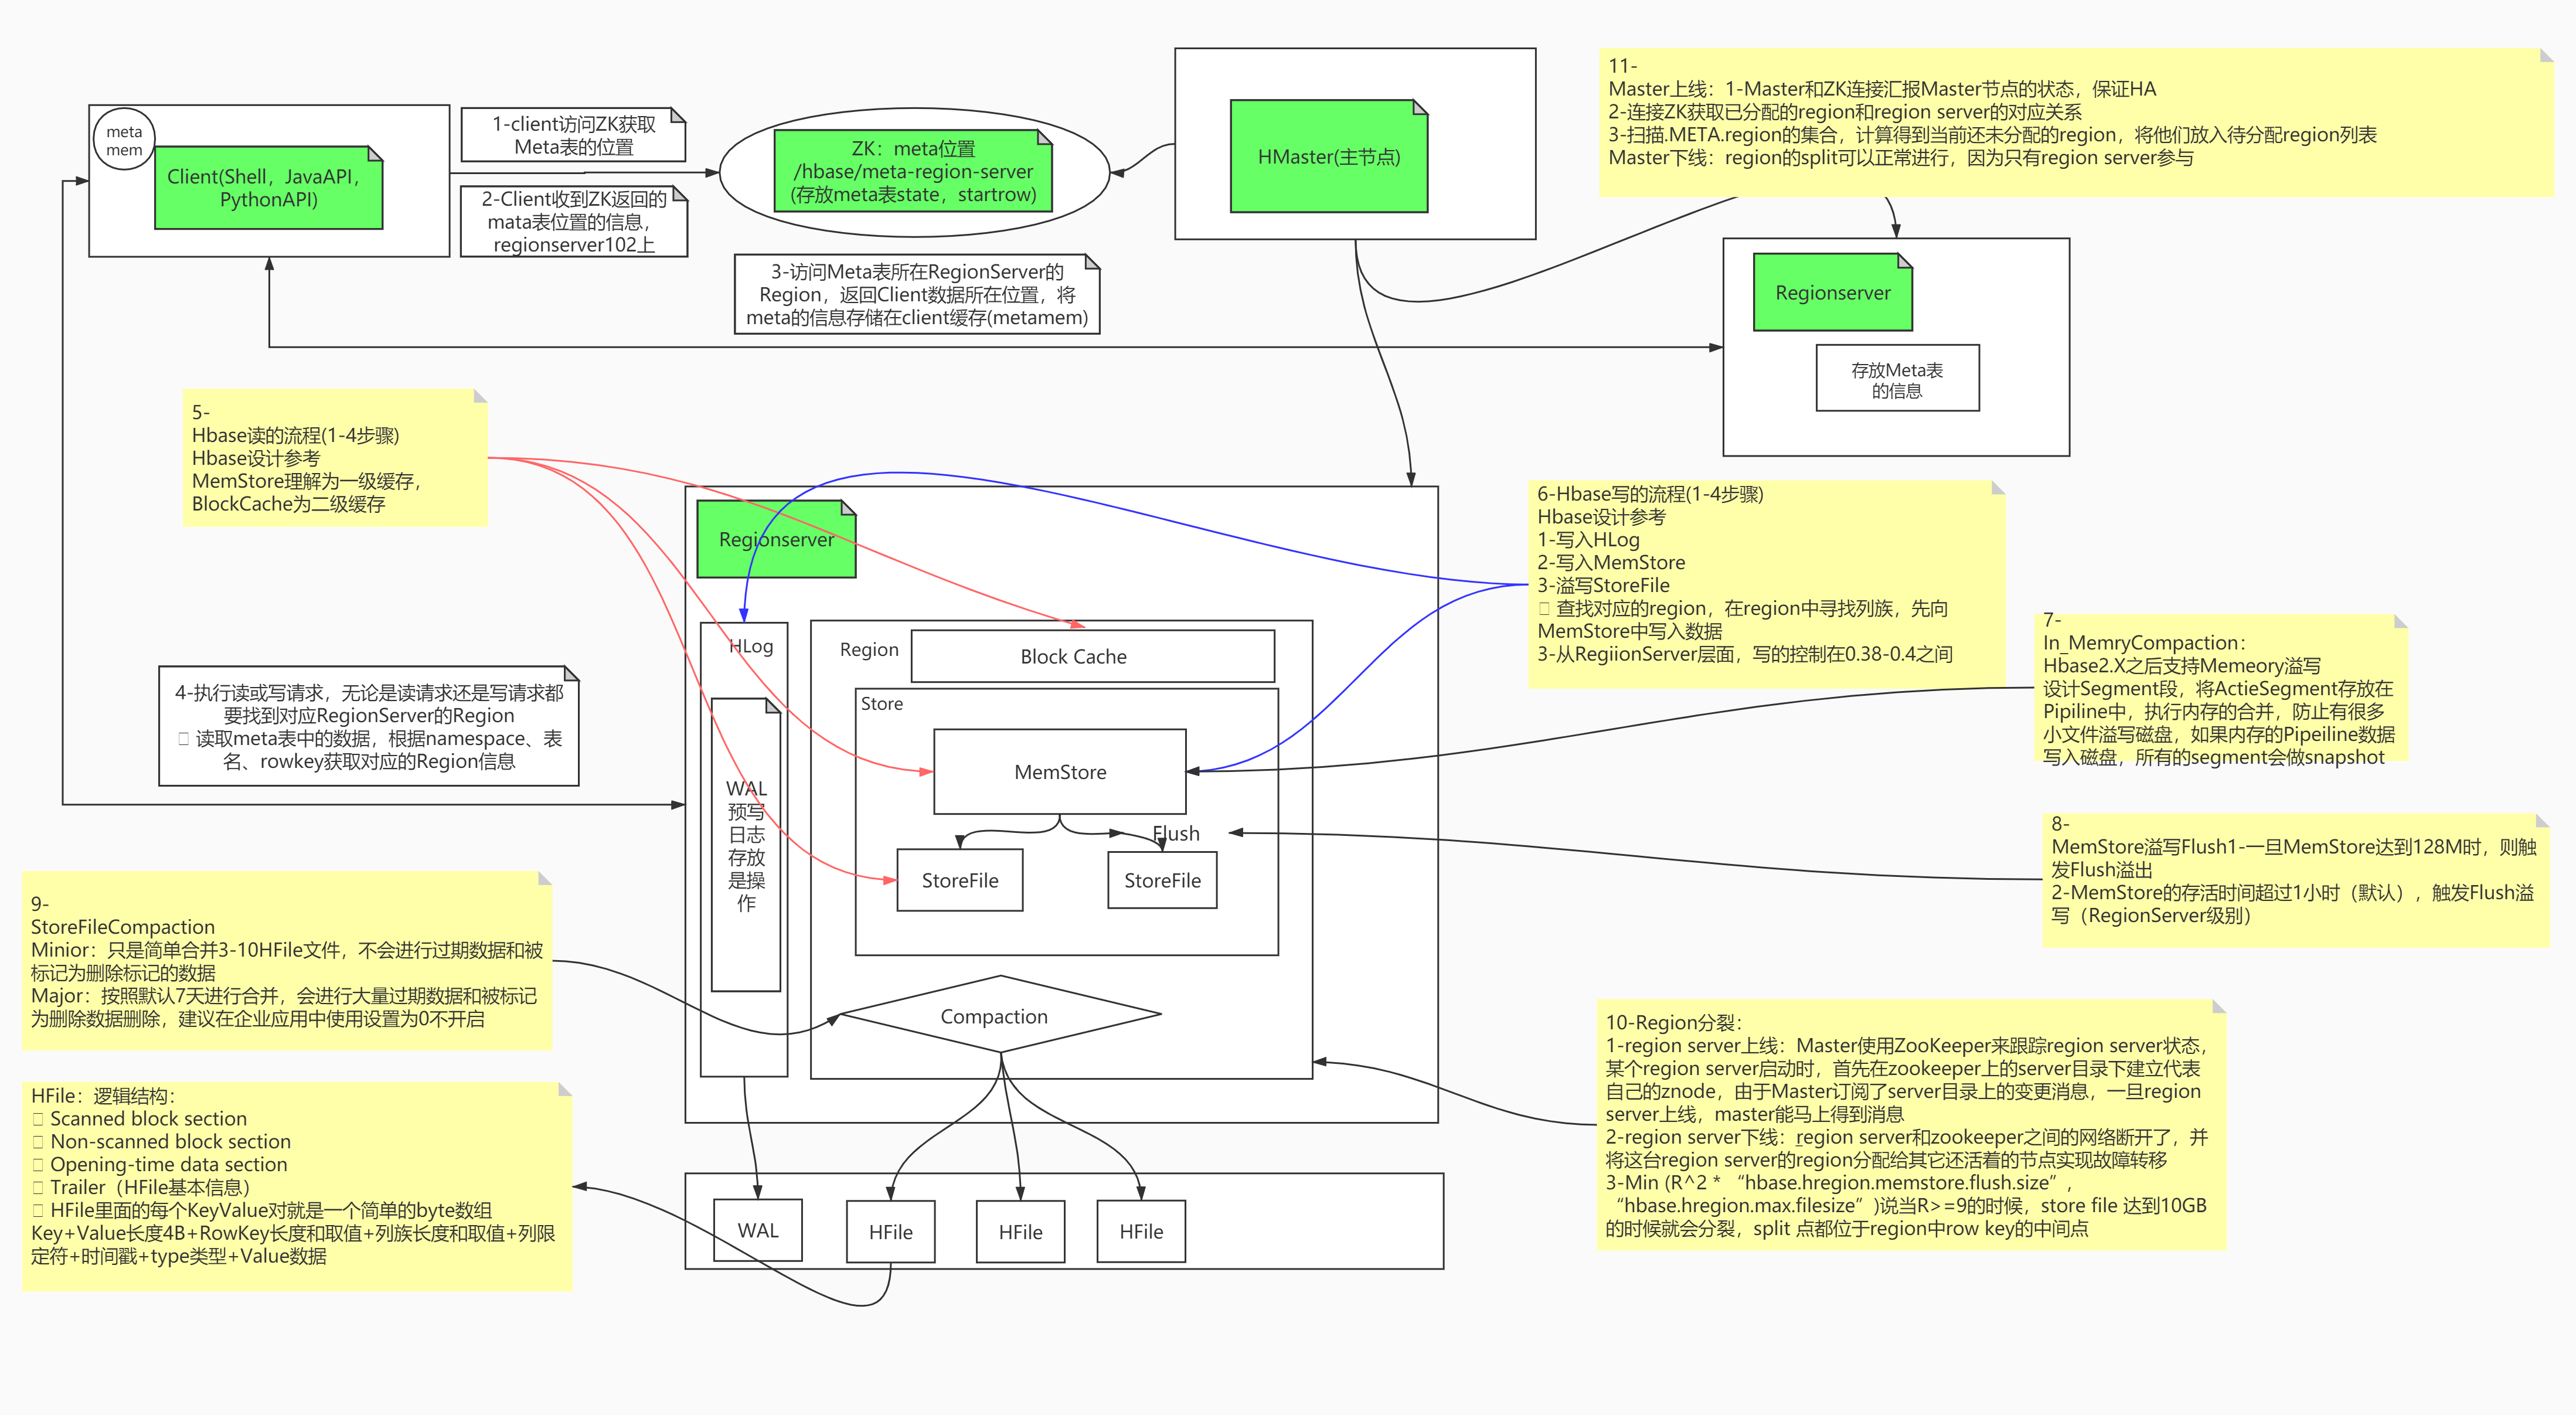 meta
mem
Client(Shell，JavaAPI，
PythonAPI)
1-client访问ZK获取
Meta表的位置
2-Client收到ZK返回的
mata表位置的信息，
regionserver102上
ZK：meta位置
/hbase/meta-region-server
(存放meta表state，startrow)
3-访问Meta表所在RegionServer的
Region，返回Client数据所在位置，将
meta的信息存储在client缓存(metamem)
HMaster(主节点)
11-
Master上线：1-Master和ZK连接汇报Master节点的状态，保证HA
2-连接ZK获取已分配的region和region server的对应关系
3-扫描.META.region的集合，计算得到当前还未分配的region，将他们放入待分配region列表
Master下线：region的split可以正常进行，因为只有region server参与
Regionserver
存放Meta表
的信息
5-
Hbase读的流程(1-4步骤)
Hbase设计参考
MemStore理解为一级缓存，
BlockCache为二级缓存
6-Hbase写的流程(1-4步骤)
Hbase设计参考
1-写入HLog
2-写入MemStore
3-溢写StoreFile
查找对应的region，在region中寻找列族，先向
MemStore中写入数据
3-从RegiionServer层面，写的控制在0.38-0.4之间
7-
In_MemryCompaction：
Hbase2.X之后支持Memeory溢写
设计Segment段，将ActieSegment存放在
Pipiline中，执行内存的合并，防止有很多
小文件溢写磁盘，如果内存的Pipeiline数据
写入磁盘，所有的segment会做snapshot
4-执行读或写请求，无论是读请求还是写请求都
要找到对应RegionServer的Region
读取meta表中的数据，根据namespace、表
名、rowkey获取对应的Region信息
Regionserver
HLog
WAL
预写
日志
存放
是操
作
Region
Block Cache
Store
MemStore
Flush
StoreFile
StoreFile
Compaction
8-
MemStore溢写Flush1-一旦MemStore达到128M时，则触
发Flush溢出
2-MemStore的存活时间超过1小时（默认），触发Flush溢
写（RegionServer级别）
9-
StoreFileCompaction
Minior：只是简单合并3-10HFile文件，不会进行过期数据和被
标记为删除标记的数据
Major：按照默认7天进行合并，会进行大量过期数据和被标记
为删除数据删除，建议在企业应用中使用设置为0不开启
10-Region分裂：
1-region server上线：Master使用ZooKeeper来跟踪region server状态，
某个region server启动时，首先在zookeeper上的server目录下建立代表
自己的znode，由于Master订阅了server目录上的变更消息，一旦region
server上线，master能马上得到消息
2-region server下线：region server和zookeeper之间的网络断开了，并
将这台region server的region分配给其它还活着的节点实现故障转移
3-Min (R^2 * “hbase.hregion.memstore.flush.size”,
“hbase.hregion.max.filesize”)说当R>=9的时候，store file 达到10GB
的时候就会分裂，split 点都位于region中row key的中间点
HFile：逻辑结构：
Scanned block section
Non-scanned block section
Opening-time data section
Trailer（HFile基本信息）
HFile里面的每个KeyValue对就是一个简单的byte数组
Key+Value长度4B+RowKey长度和取值+列族长度和取值+列限
定符+时间戳+type类型+Value数据
WAL
HFile
HFile
HFile